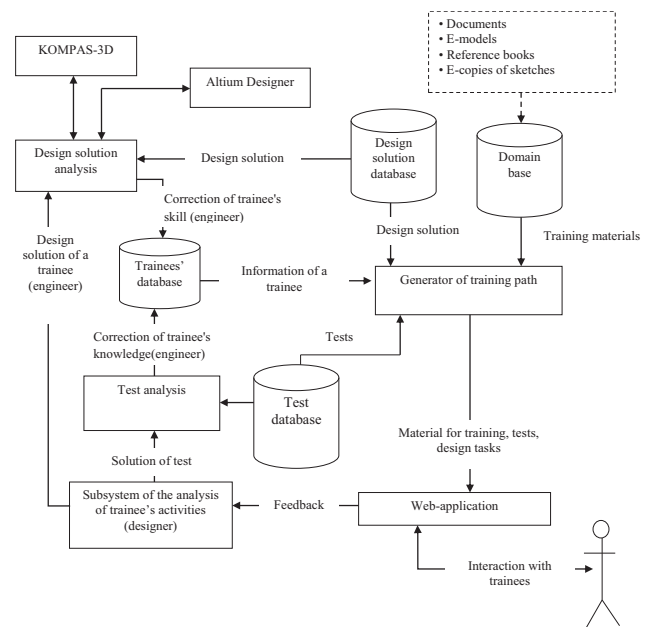 • Documents
• E-models
• Reference books
• E-copies of sketches
KOMPAS-3D
Altium Designer
Design solution
analysis
Design solution
Design
solution
database
Domain
base
Correction of trainee's
skill (engineer)
Design solution
Training materials
Design
solution of a
trainee
(engineer)
Trainees’
database
Information of a
trainee
Generator of training path
Correction of trainee's
knowledge(engineer)
Tests
Test analysis
Test
database
Material for training, tests,
design tasks
Solution of test
Subsystem of the analysis
of trainee’s activities
(designer)
Feedback
Web-application
Interaction with
trainees